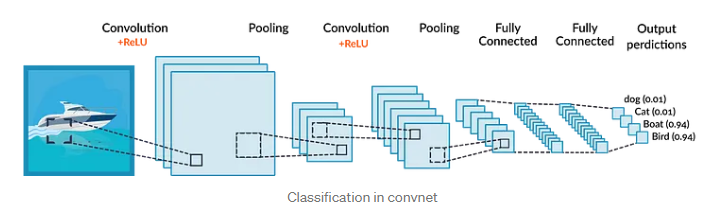 Convolution
+ReLU
Pooling
Convolution
+ReLU
Pooling
Fully
Connected
Fully
Connected
Output
perdictions
dog (0.01)
Cat (0.01)
Boat (0.94)
Bird (0.94)
Classification in convnet